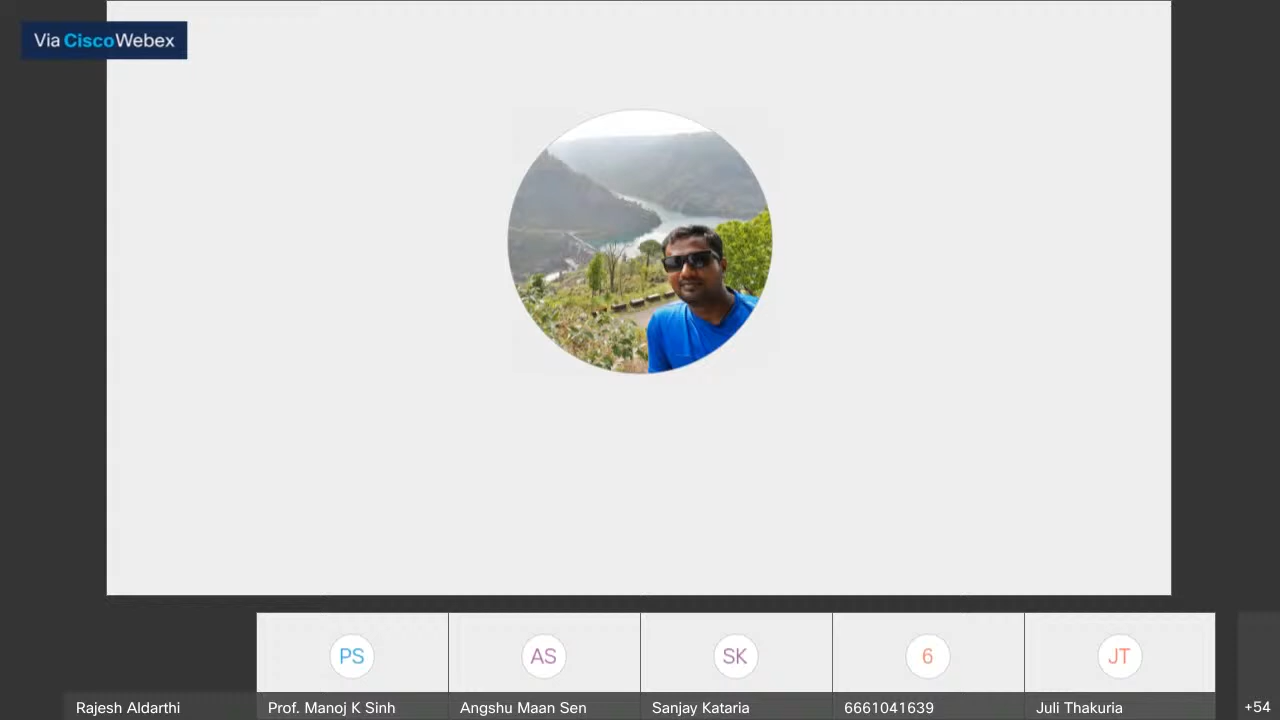 Via CiscoWebex
PS
AS
SK
6
JT
Rajesh Aldarthi
Prof. Manoj K Sinh
Angshu Maan Sen
Sanjay Kataria
6661041639
Juli Thakuria
+54